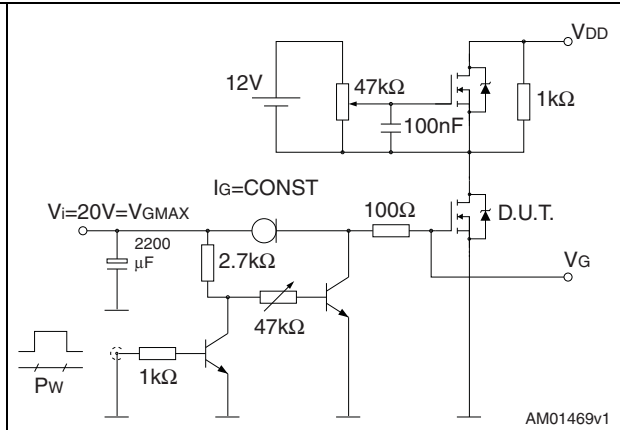 VDD
12V
47kΩ
1kΩ
100nF
IG=CONST
Vi=20V=VGMAX
100Ω
D.U.T.
2200
μF
2.7kΩ
VG
47kΩ
1kΩ
PW
AM01469v1